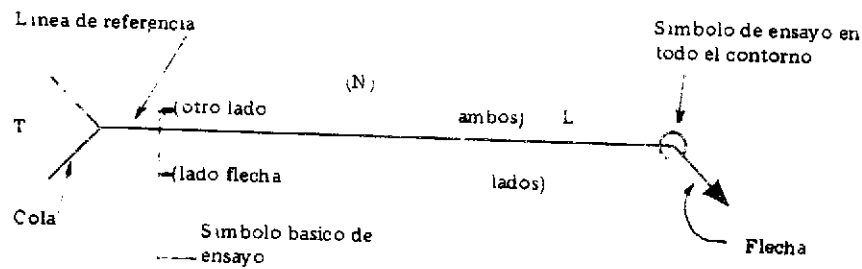 Linea de referencia
Simbolo de ensayo en
todo el contorno
(N)
(otro lado
ambos)
L
T
(lado flecha
lados)
Cola
Simbolo basico de
ensayo
Flecha